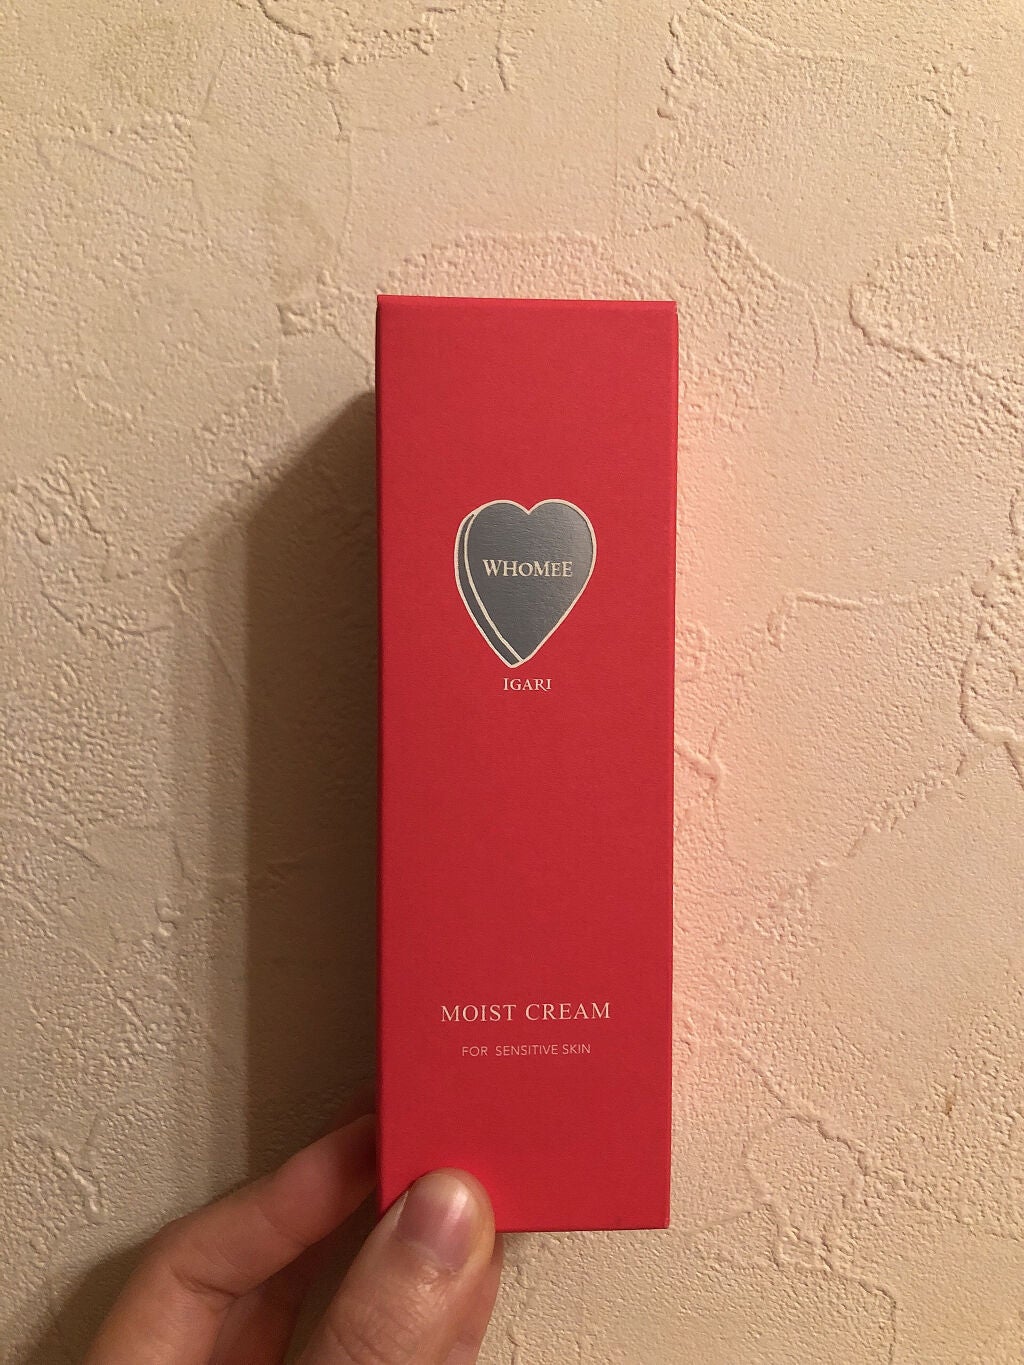 WHOMEE
IGARI
MOIST CREAM
FOR SENSITIVE SKIN